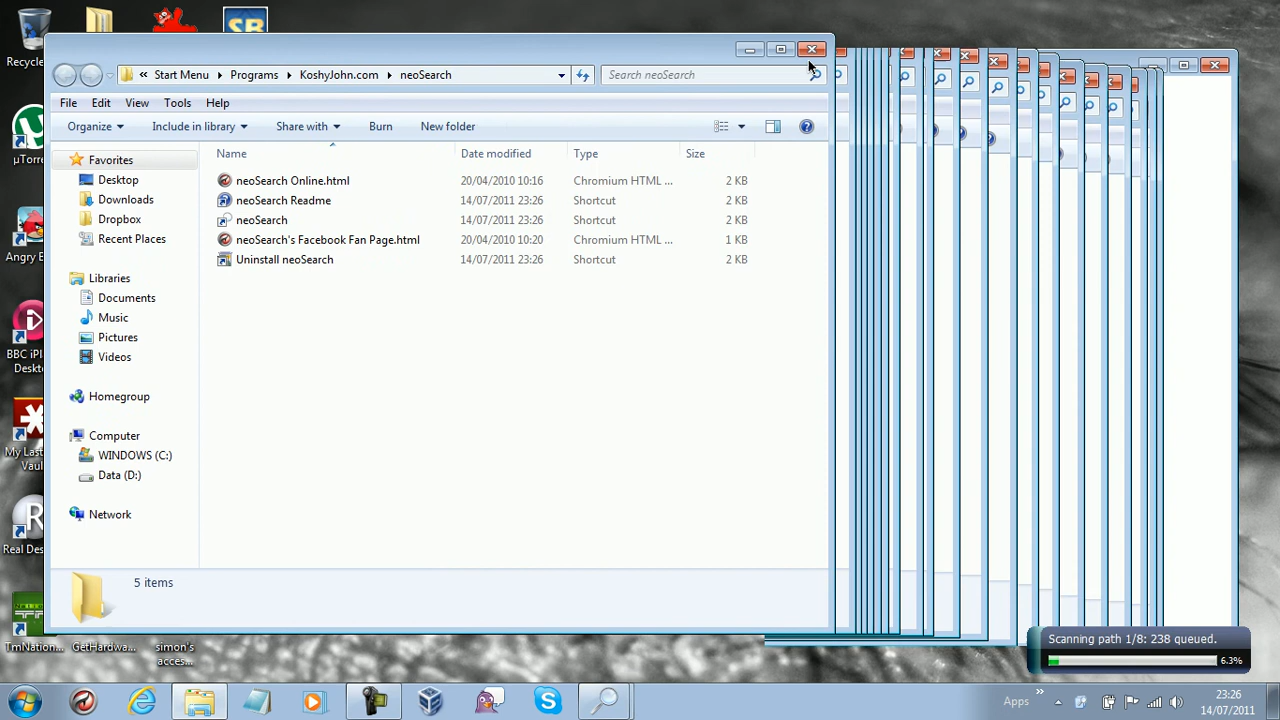 Recycle
SB
« Start Menu ▸ Programs ▸ KoshyJohn.com ▸ neoSearch
Search neoSearch
File Edit View Tools Help
Organize Include in library Share with Burn New folder
Name Date modified Type Size
Favorites
Desktop
Downloads
Dropbox
Recent Places
Libraries
Documents
Music
Pictures
Videos
Homegroup
Computer
WINDOWS (C:)
Data (D:)
Network
neoSearch Online.html 20/04/2010 10:16 Chromium HTML ... 2 KB
neoSearch Readme 14/07/2011 23:26 Shortcut 2 KB
neoSearch 14/07/2011 23:26 Shortcut 2 KB
neoSearch's Facebook Fan Page.html 20/04/2010 10:20 Chromium HTML ... 1 KB
Uninstall neoSearch 14/07/2011 23:26 Shortcut 2 KB
5 items
µTorre
Angry B
BBC iPl
Deskto
My Last
Vaul
Real Des
TmNation...
GetHardwa...
simon's
acces...
Scanning path 1/8: 238 queued.
6.3%
Apps
23:26
14/07/2011